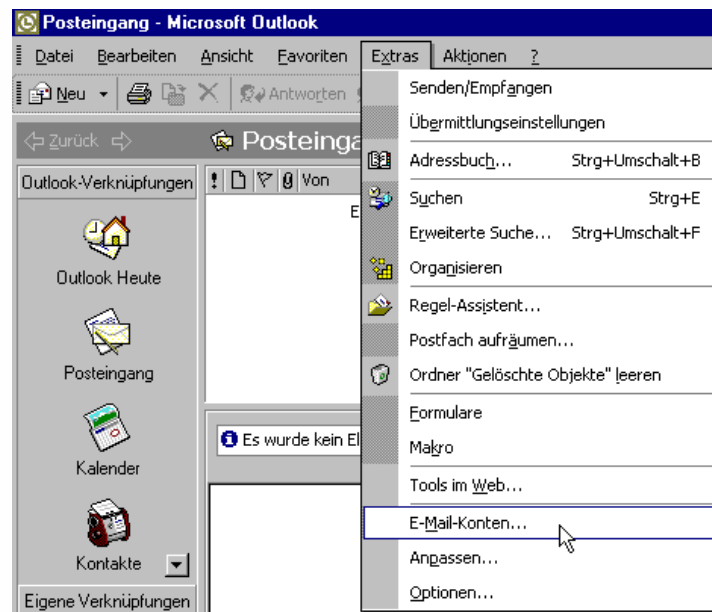 Posteingang - Microsoft Outlook
Datei Bearbeiten Ansicht Favoriten Extras Aktionen ?
Neu Antworten
Zurück
Posteinga
Outlook-Verknüpfungen
! Von
E
Outlook Heute
Posteingang
Kalender
Kontakte
Eigene Verknüpfungen
Es wurde kein El
Senden/Empfangen
Übermittlungseinstellungen
Adressbuch... Strg+Umschalt+B
Suchen Strg+E
Erweiterte Suche... Strg+Umschalt+F
Organisieren
Regel-Assistent...
Postfach aufräumen...
Ordner "Gelöschte Objekte" leeren
Formulare
Makro
Tools im Web...
E-Mail-Konten...
Anpassen...
Optionen...